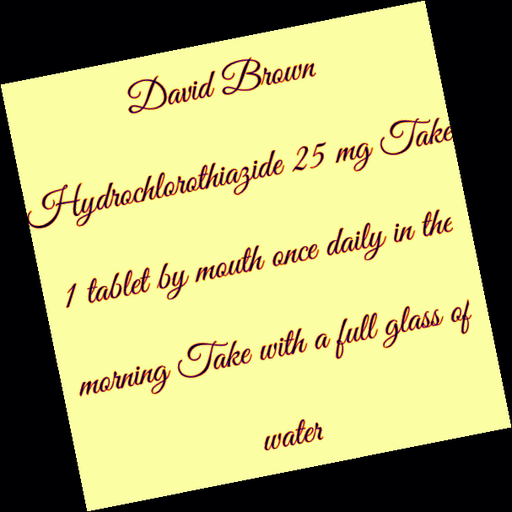 David Brown
Hydrochlorothiazide 25 mg Take
1 tablet by mouth once daily in the
morning Take with a full glass of
water